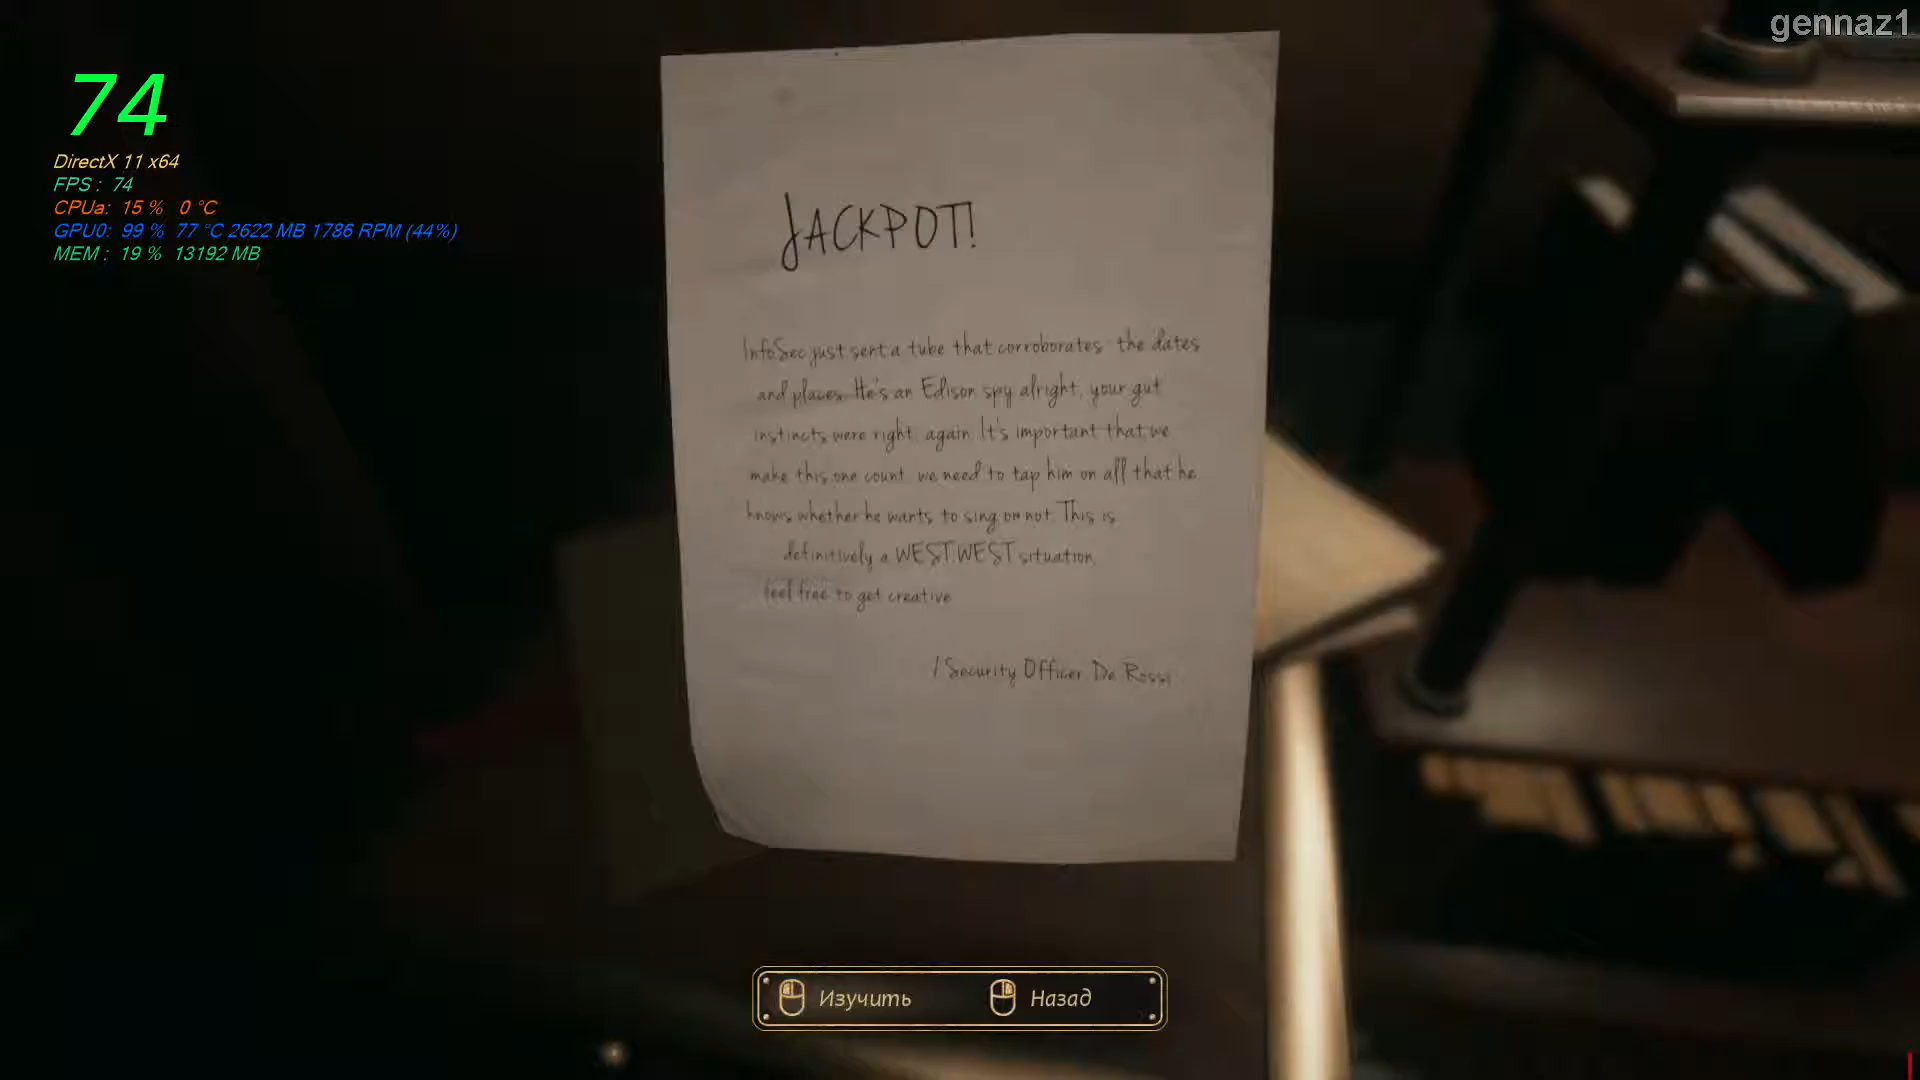 gennaz1
74
DirectX 11 x64
FPS : 74
CPUa: 15 % 0 °C
GPU0: 99 % 77 °C 2622 MB 1786 RPM (44%)
MEM : 19 % 13192 MB
JACKPOT!
InfoSec just sent a tube that corroborates the dates
and places. He's an Edison spy alright, your gut
instincts were right, again. It's important that we
make this one count, we need to tap him on all that he
knows whether he wants to sing or not. This is
definitively a WEST WEST situation,
feel free to get creative
/ Security Officer De Rossi
Изучить Назад